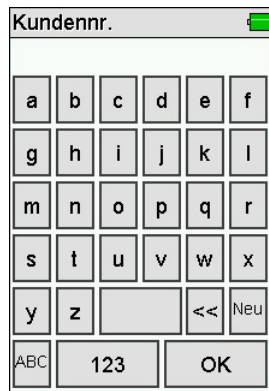 Kundennr.
a b c d e f
g h i j k l
m n o p q r
s t u v w x
y z << Neu
ABC 123 OK